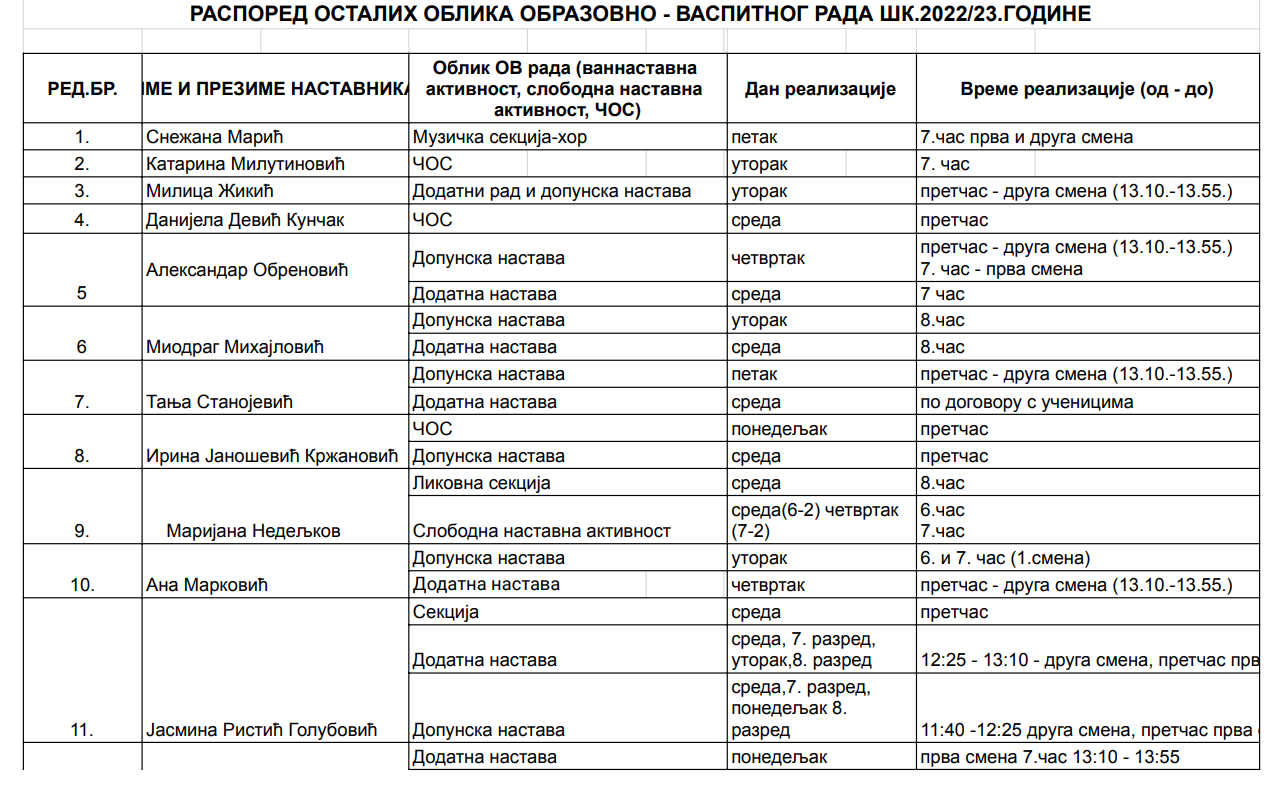 РАСПОРЕД ОСТАЛИХ ОБЛИКА ОБРАЗОВНО - ВАСПИТНОГ РАДА ШК.2022/23.ГОДИНЕ
РЕД.БР. ИМЕ И ПРЕЗИМЕ НАСТАВНИКА Облик ОВ рада (ваннаставна активност, слободна наставна активност, ЧОС) Дан реализације Време реализације (од - до)
1. Снежана Марић Музичка секција-хор петак 7.час прва и друга смена
2. Катарина Милутиновић ЧОС уторак 7. час
3. Милица Жикић Додатни рад и допунска настава уторак претчас - друга смена (13.10.-13.55.)
4. Данијела Девић Кунчак ЧОС среда претчас
5 Александар Обреновић Допунска настава четвртак претчас - друга смена (13.10.-13.55.)
7. час - прва смена
Додатна настава среда 7 час
Допунска настава уторак 8.час
6 Миодраг Михајловић Додатна настава среда 8.час
Допунска настава петак претчас - друга смена (13.10.-13.55.)
7. Тања Станојевић Додатна настава среда по договору с ученицима
ЧОС понедељак претчас
8. Ирина Јаношевић Кржановић Допунска настава среда претчас
Ликовна секција среда 8.час
среда(6-2) четвртак 6.час
9. Маријана Недељков Слободна наставна активност (7-2) 7.час
Допунска настава уторак 6. и 7. час (1.смена)
10. Ана Марковић Додатна настава четвртак претчас - друга смена (13.10.-13.55.)
Секција среда претчас
среда, 7. разред,
Додатна настава уторак,8. разред 12:25 - 13:10 - друга смена, претчас прв
среда,7. разред,
понедељак 8.
11. Јасмина Ристић Голубовић Допунска настава разред 11:40 -12:25 друга смена, претчас прва
Додатна настава понедељак прва смена 7.час 13:10 - 13:55